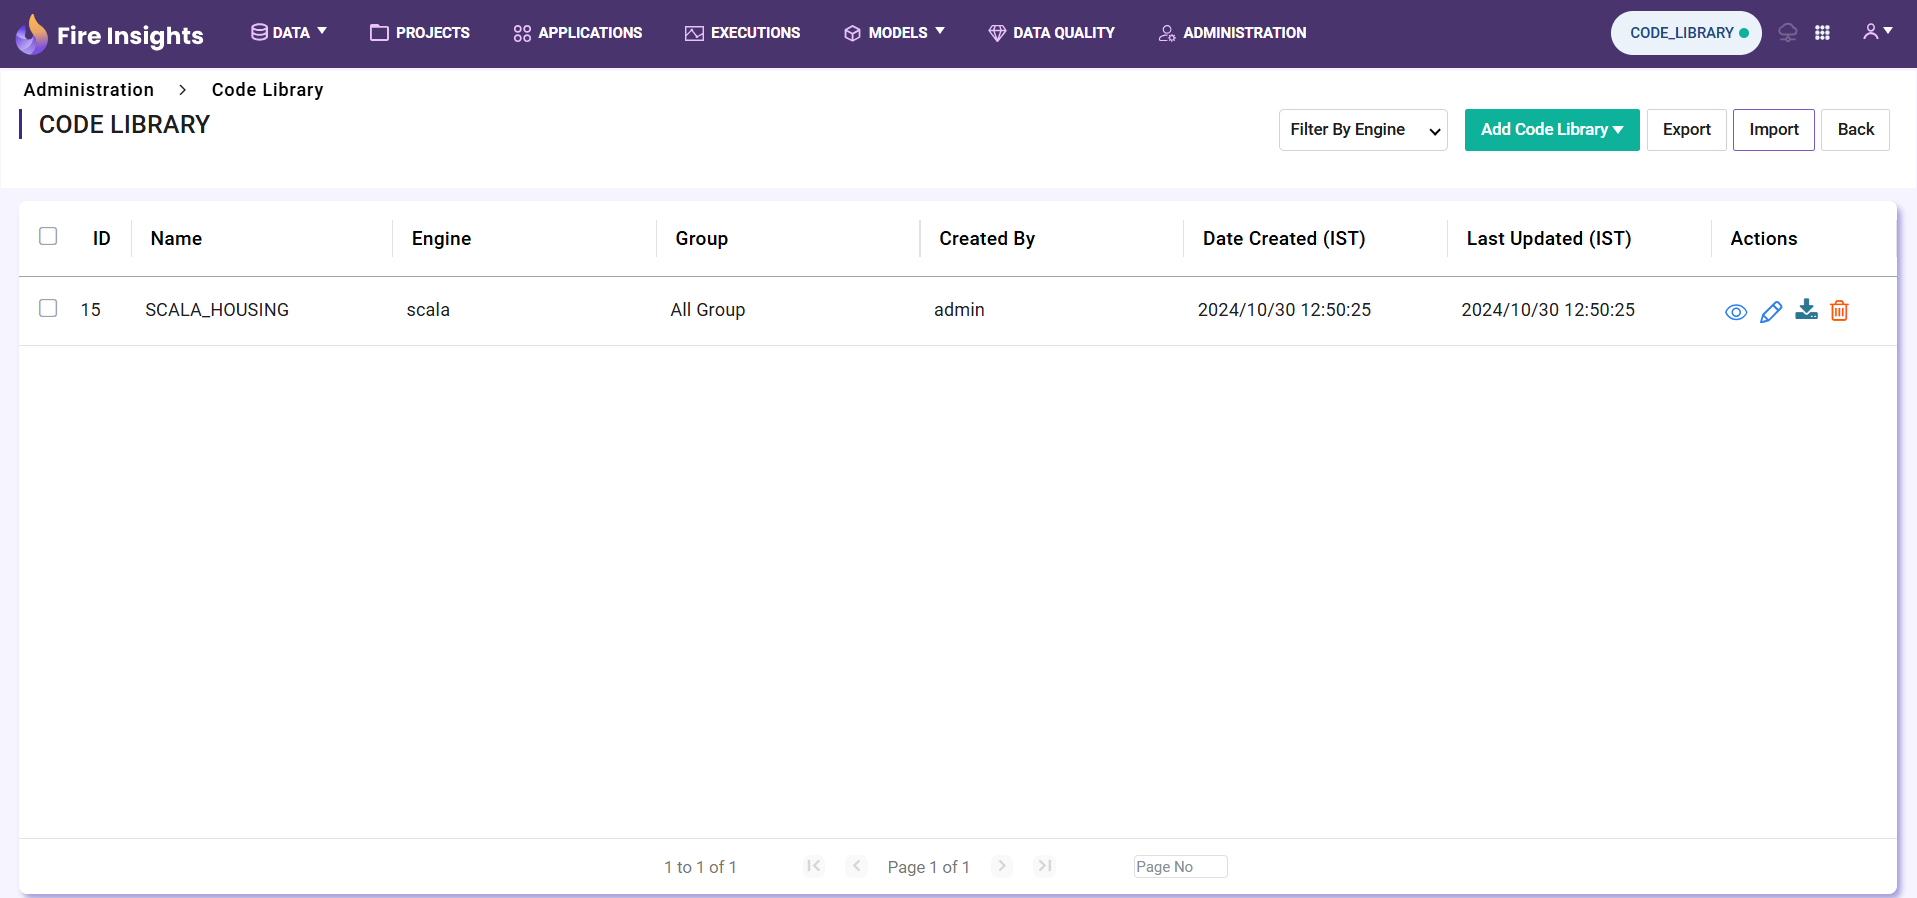 Fire Insights
DATA
PROJECTS
APPLICATIONS
EXECUTIONS
MODELS
DATA QUALITY
ADMINISTRATION
CODE_LIBRARY
Administration > Code Library
CODE LIBRARY
Filter By Engine
Add Code Library
Export
Import
Back
ID Name Engine Group Created By Date Created (IST) Last Updated (IST) Actions
15 SCALA_HOUSING scala All Group admin 2024/10/30 12:50:25 2024/10/30 12:50:25
1 to 1 of 1 Page 1 of 1 Page No